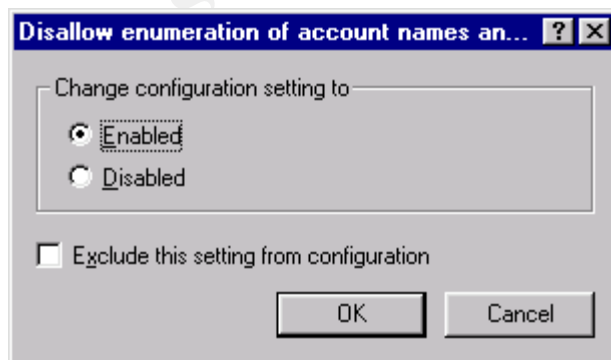 Disallow enumeration of account names an...
Change configuration setting to
Enabled
Disabled
Exclude this setting from configuration
OK
Cancel